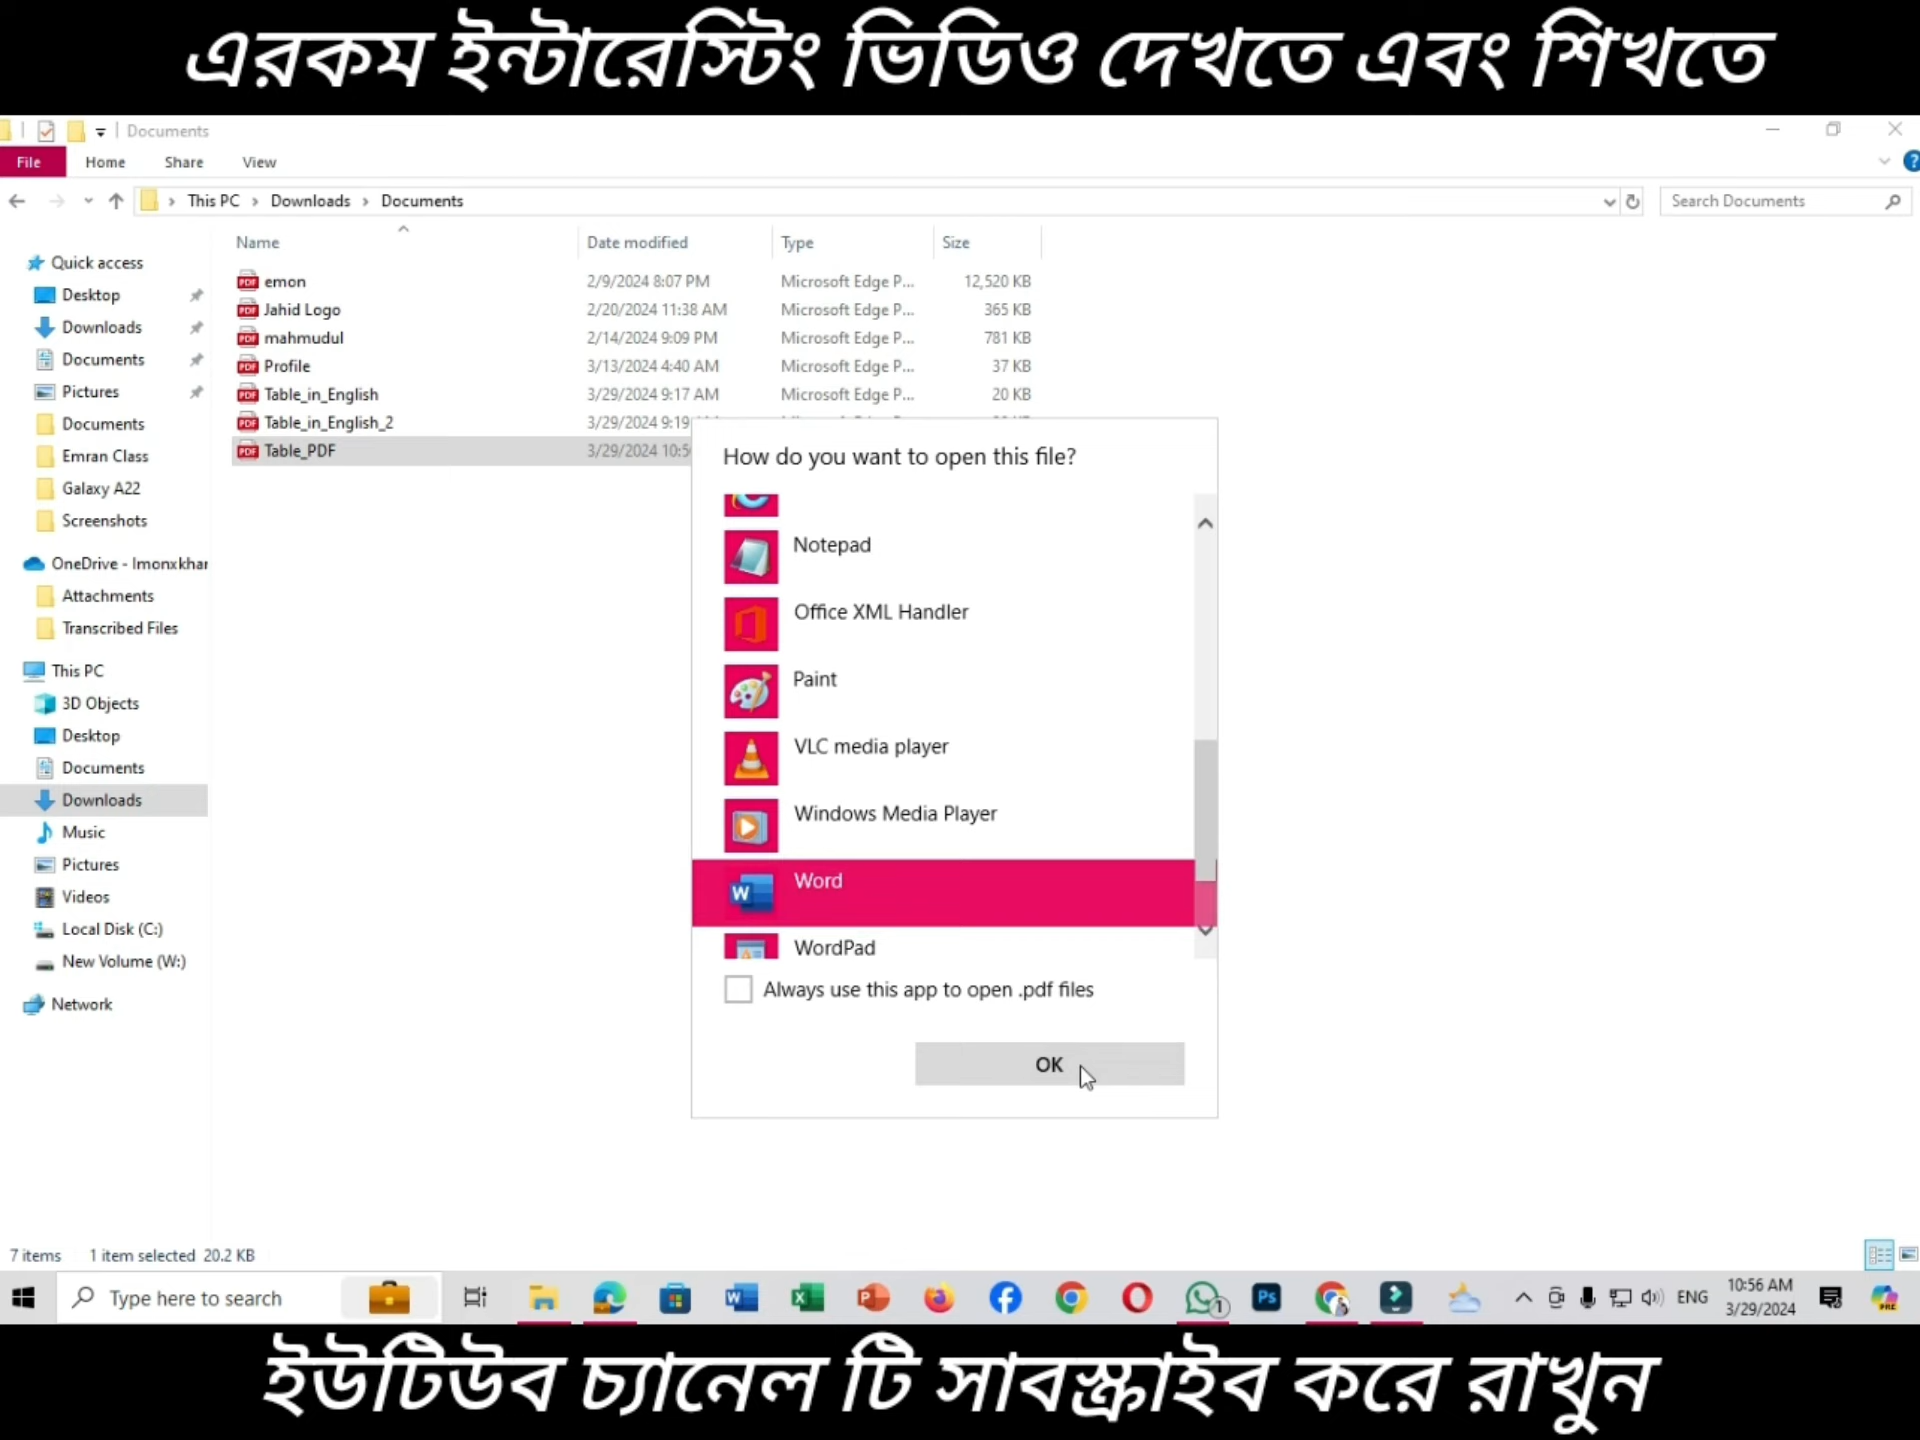 এরকম ইন্টারেস্টিং ভিডিও দেখতে এবং শিখতে
Documents
File Home Share View
This PC Downloads Documents
Search Documents
Name Date modified Type Size
Quick access
Desktop
Downloads
Documents
Pictures
Documents
Emran Class
Galaxy A22
Screenshots
OneDrive - Imonxkhar
Attachments
Transcribed Files
This PC
3D Objects
Desktop
Documents
Downloads
Music
Pictures
Videos
Local Disk (C:)
New Volume (W:)
Network
emon 2/9/2024 8:07 PM Microsoft Edge P... 12,520 KB
Jahid Logo 2/20/2024 11:38 AM Microsoft Edge P... 365 KB
mahmudul 2/14/2024 9:09 PM Microsoft Edge P... 781 KB
Profile 3/13/2024 4:40 AM Microsoft Edge P... 37 KB
Table_in_English 3/29/2024 9:17 AM Microsoft Edge P... 20 KB
Table_in_English_2 3/29/2024 9:19
Table_PDF 3/29/2024 10:5
How do you want to open this file?
Notepad
Office XML Handler
Paint
VLC media player
Windows Media Player
Word
WordPad
Always use this app to open .pdf files
OK
7 items 1 item selected 20.2 KB
Type here to search
ENG
10:56 AM
3/29/2024
ইউটিউব চ্যানেল টি সাবস্ক্রাইব করে রাখুন